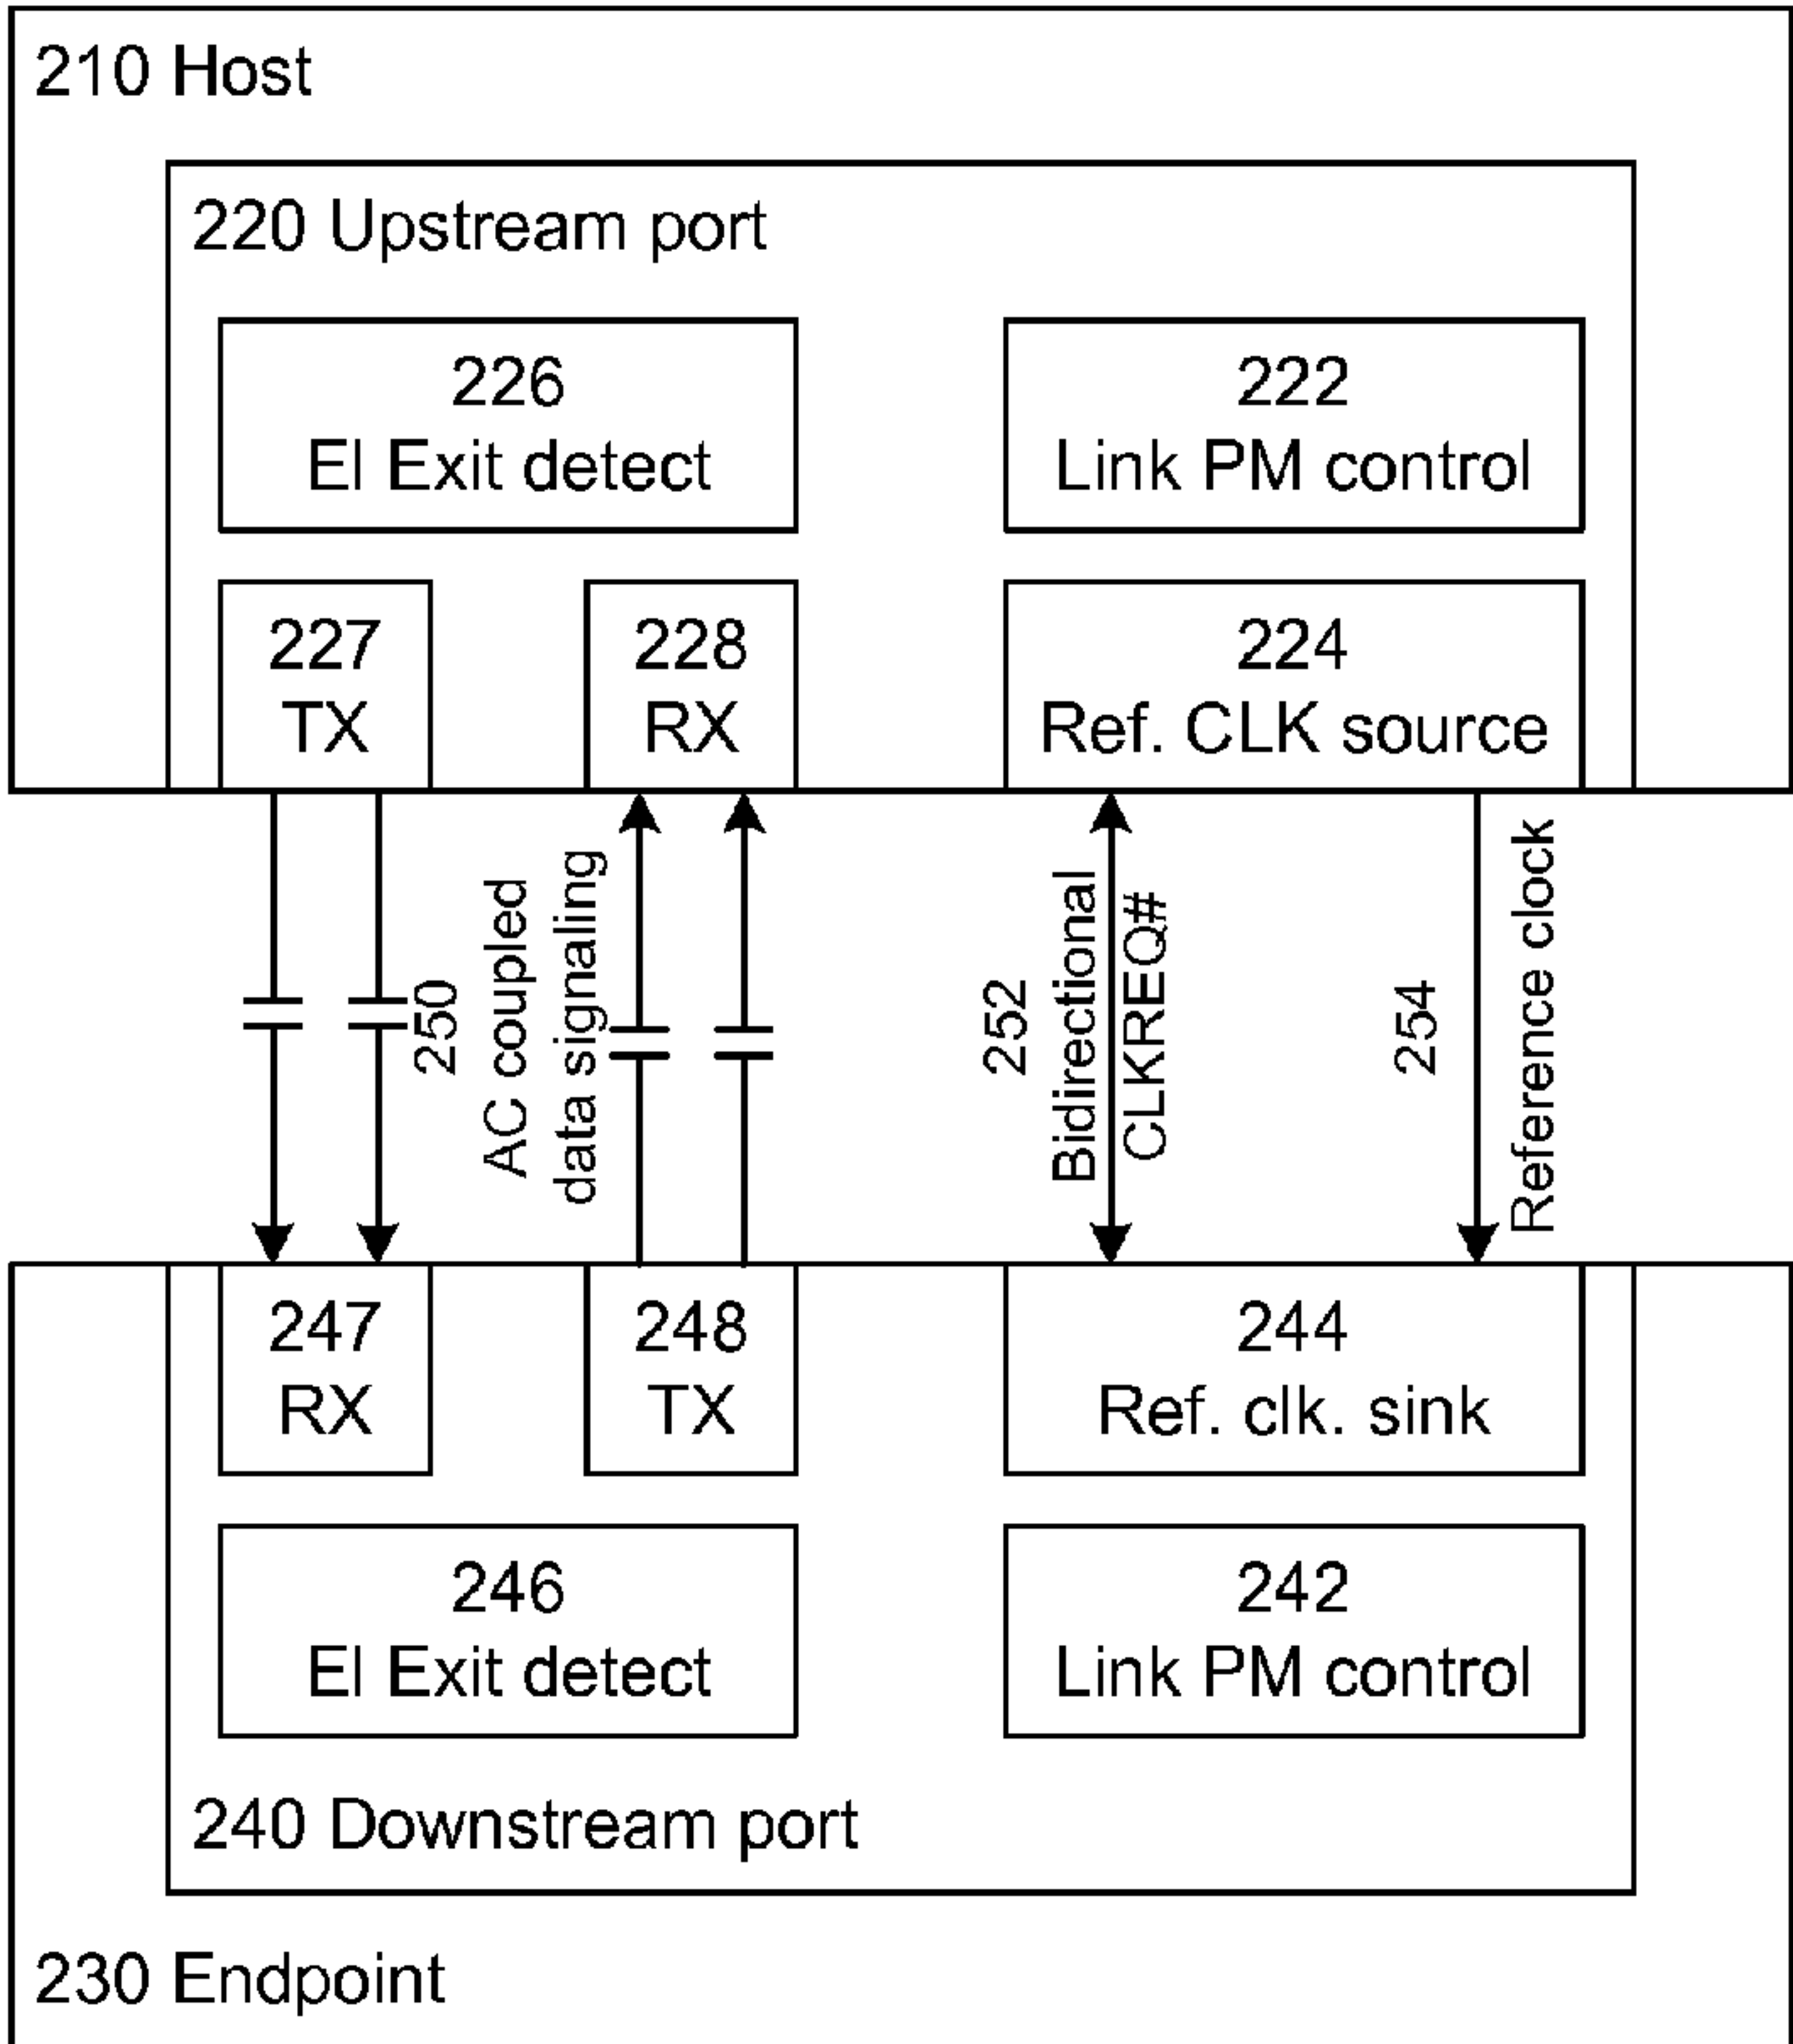 210 Host
220 Upstream port
226
El Exit detect
222
Link PM control
227
TX
228
RX
224
Ref. CLK source
250
AC coupled
data signaling
252
Bidirectional
CLKREQ#
254
Reference clock
247
RX
248
TX
244
Ref. clk. sink
246
El Exit detect
242
Link PM control
240 Downstream port
230 Endpoint